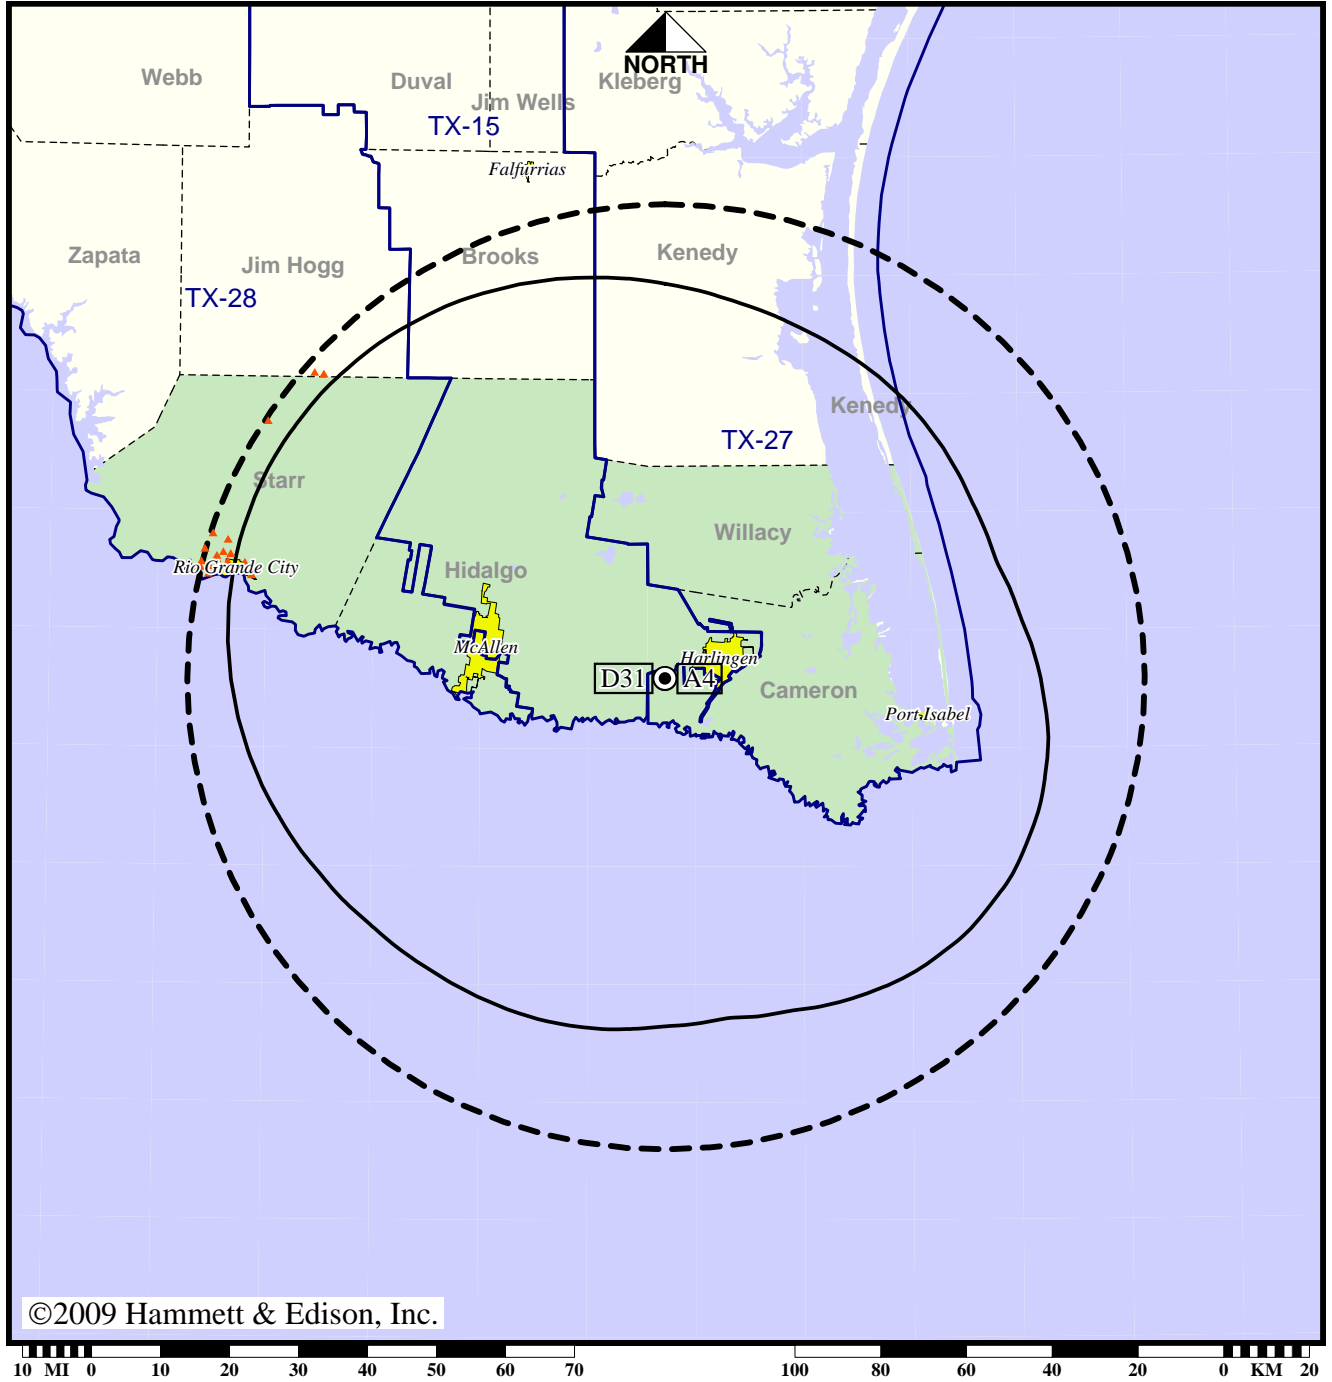 NORTH
Webb
Duval
Kleberg
Jim Wells
TX-15
Falfurrias
Zapata
Jim Hogg
Brooks
Kenedy
TX-28
Kenedy
TX-27
Starr
Willacy
Rio Grande City
Hidalgo
McAllen
Harlingen
D31
A4
Cameron
Port Isabel
©2009 Hammett & Edison, Inc.
10 MI 0 10 20 30 40 50 60 70
100 80 60 40 20 0 KM 20